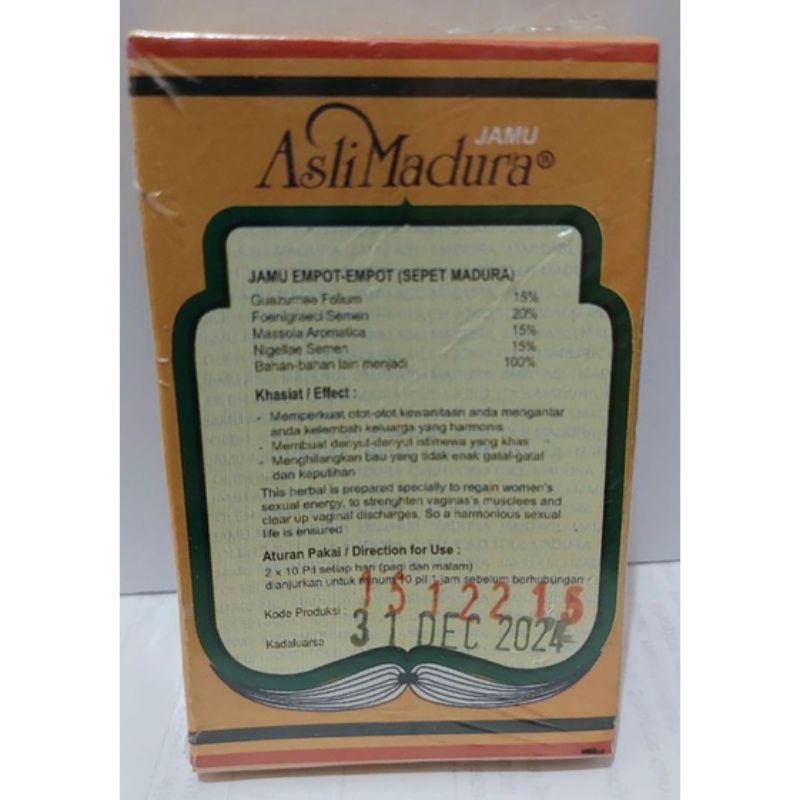 JAMU
AsliMadura®
JAMU EMPOT-EMPOT (SEPET MADURA)
Guazumae Folium 15%
Foenigraeci Semen 20%
Massola Aromatica 15%
Nigellae Semen 15%
Bahan-bahan lain menjadi 100%
Khasiat / Effect :
- Memperkuat otot-otot kewanitaan anda mengantar
anda kelembah keluarga yang harmonis
- Membuat denyut-denyut istimewa yang khas
- Menghilangkan bau yang tidak enak gatal-gatal
dan keputihan
This herbal is prepared specially to regain women's
sexual energy, to strenghten vaginas's musclees and
clear up vaginal discharges. So a harmonious sexual
life is ensured
Aturan Pakai / Direction for Use :
2 x 10 Pil setiap hari (pagi dan malam)
dianjurkan untuk minum 10 pil 1 jam sebelum berhubungan
Kode Produksi : 1512215
Kadaluarsa 31 DEC 2024